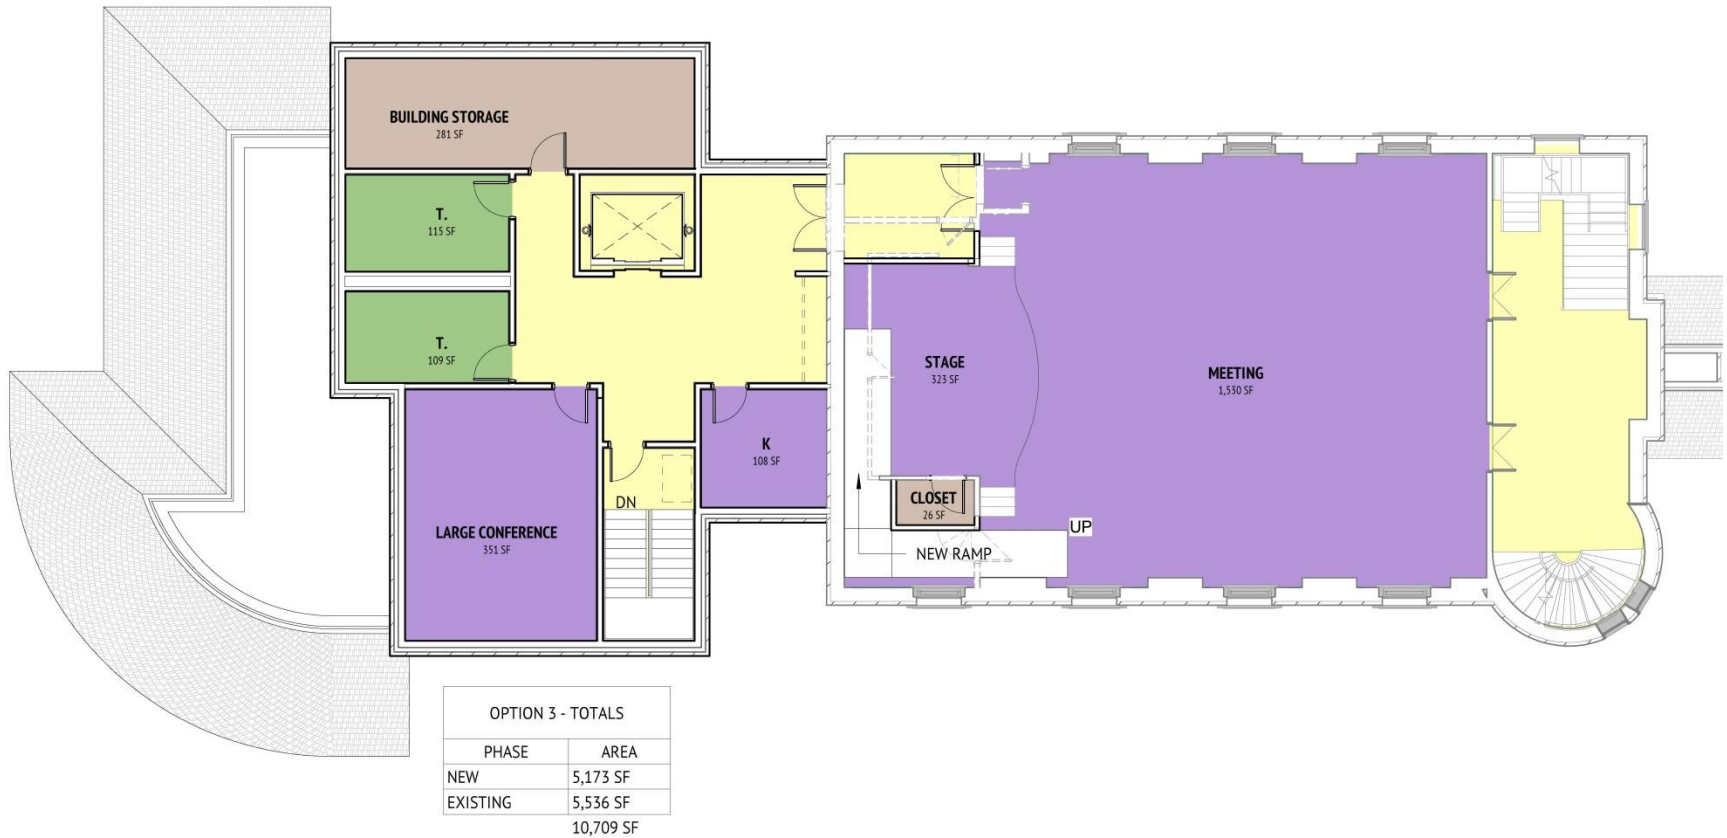 BUILDING STORAGE
281 SF
T.
115 SF
T.
109 SF
STAGE
323 SF
MEETING
1,530 SF
K
108 SF
CLOSET
26 SF
DN
UP
LARGE CONFERENCE
351 SF
NEW RAMP
OPTION 3 - TOTALS
PHASE AREA
NEW 5,173 SF
EXISTING 5,536 SF
10,709 SF